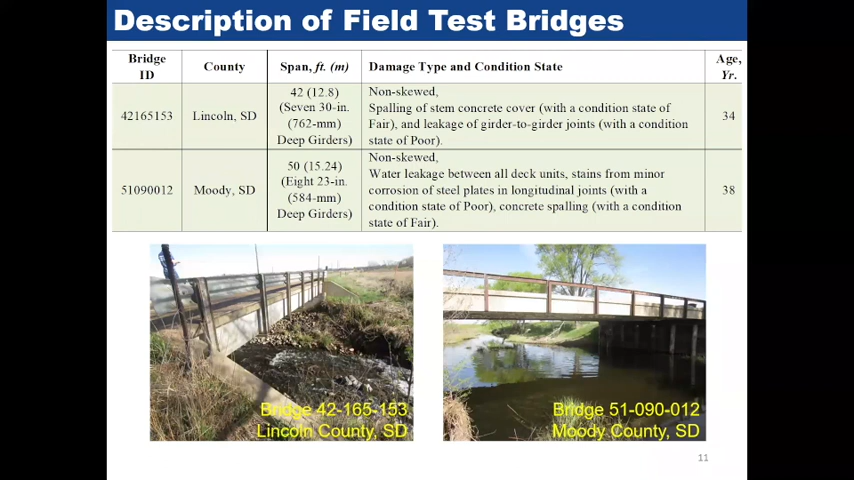 Description of Field Test Bridges
Bridge ID County Span, ft. (m) Damage Type and Condition State Age, Yr.
42165153 Lincoln, SD 42 (12.8) (Seven 30-in. (762-mm) Deep Girders) Non-skewed, Spalling of stem concrete cover (with a condition state of Fair), and leakage of girder-to-girder joints (with a condition state of Poor). 34
51090012 Moody, SD 50 (15.24) (Eight 23-in. (584-mm) Deep Girders) Non-skewed, Water leakage between all deck units, stains from minor corrosion of steel plates in longitudinal joints (with a condition state of Poor), concrete spalling (with a condition state of Fair). 38
Bridge 42-165-153
Lincoln County, SD
Bridge 51-090-012
Moody County, SD
11